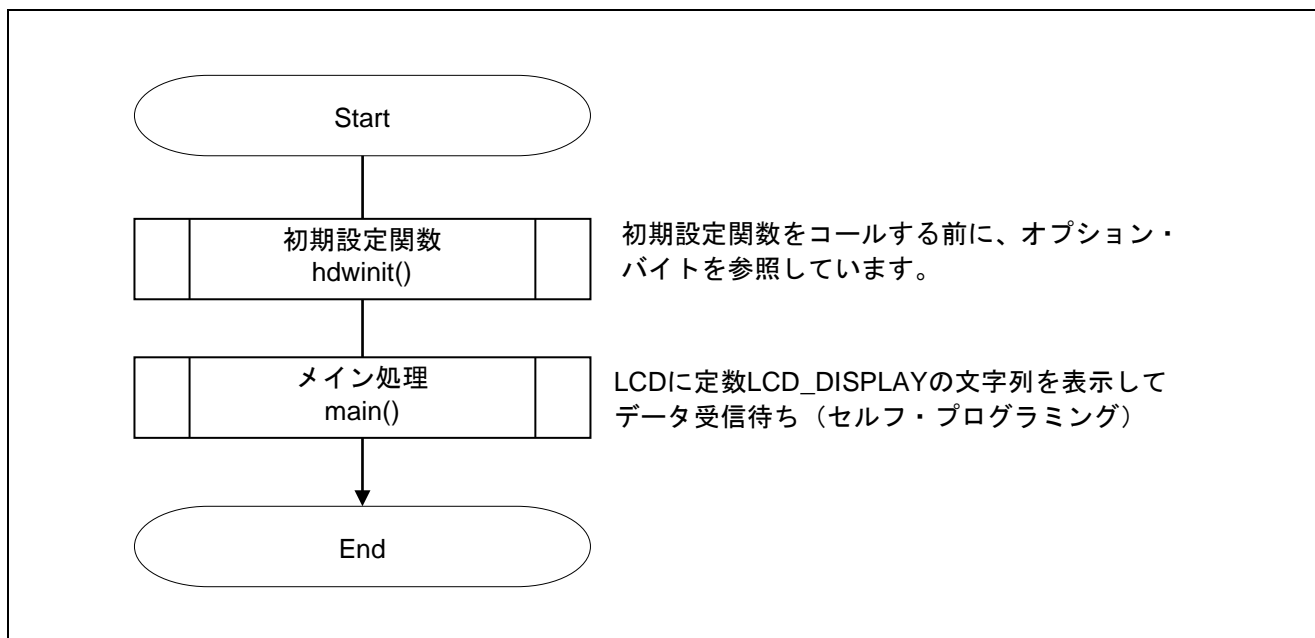 Start
初期設定関数
hdwinit()
初期設定関数をコールする前に、オプション・
バイトを参照しています。
メイン処理
main()
LCDに定数LCD_DISPLAYの文字列を表示して
データ受信待ち（セルフ・プログラミング）
End